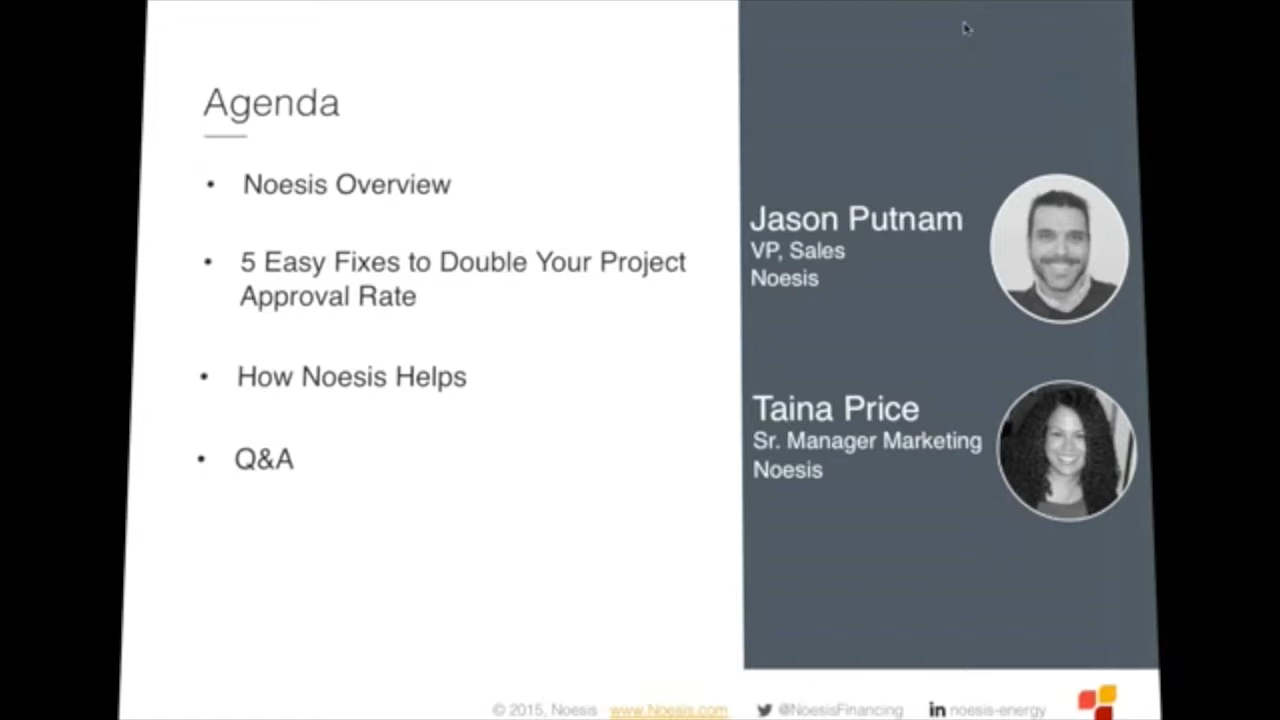 Agenda
• Noesis Overview
• 5 Easy Fixes to Double Your Project
Approval Rate
• How Noesis Helps
• Q&A
Jason Putnam
VP, Sales
Noesis
Taina Price
Sr. Manager Marketing
Noesis
© 2015, Noesis www.Noesis.com @NoesisFinancing in noesis-energy